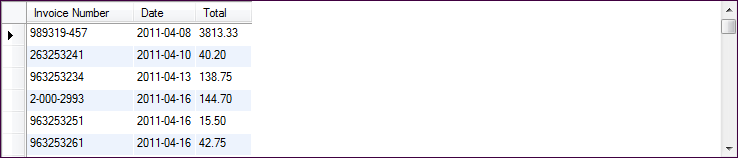 Invoice Number Date Total
989319-457 2011-04-08 3813.33
263253241 2011-04-10 40.20
963253234 2011-04-13 138.75
2-000-2993 2011-04-16 144.70
963253251 2011-04-16 15.50
963253261 2011-04-16 42.75